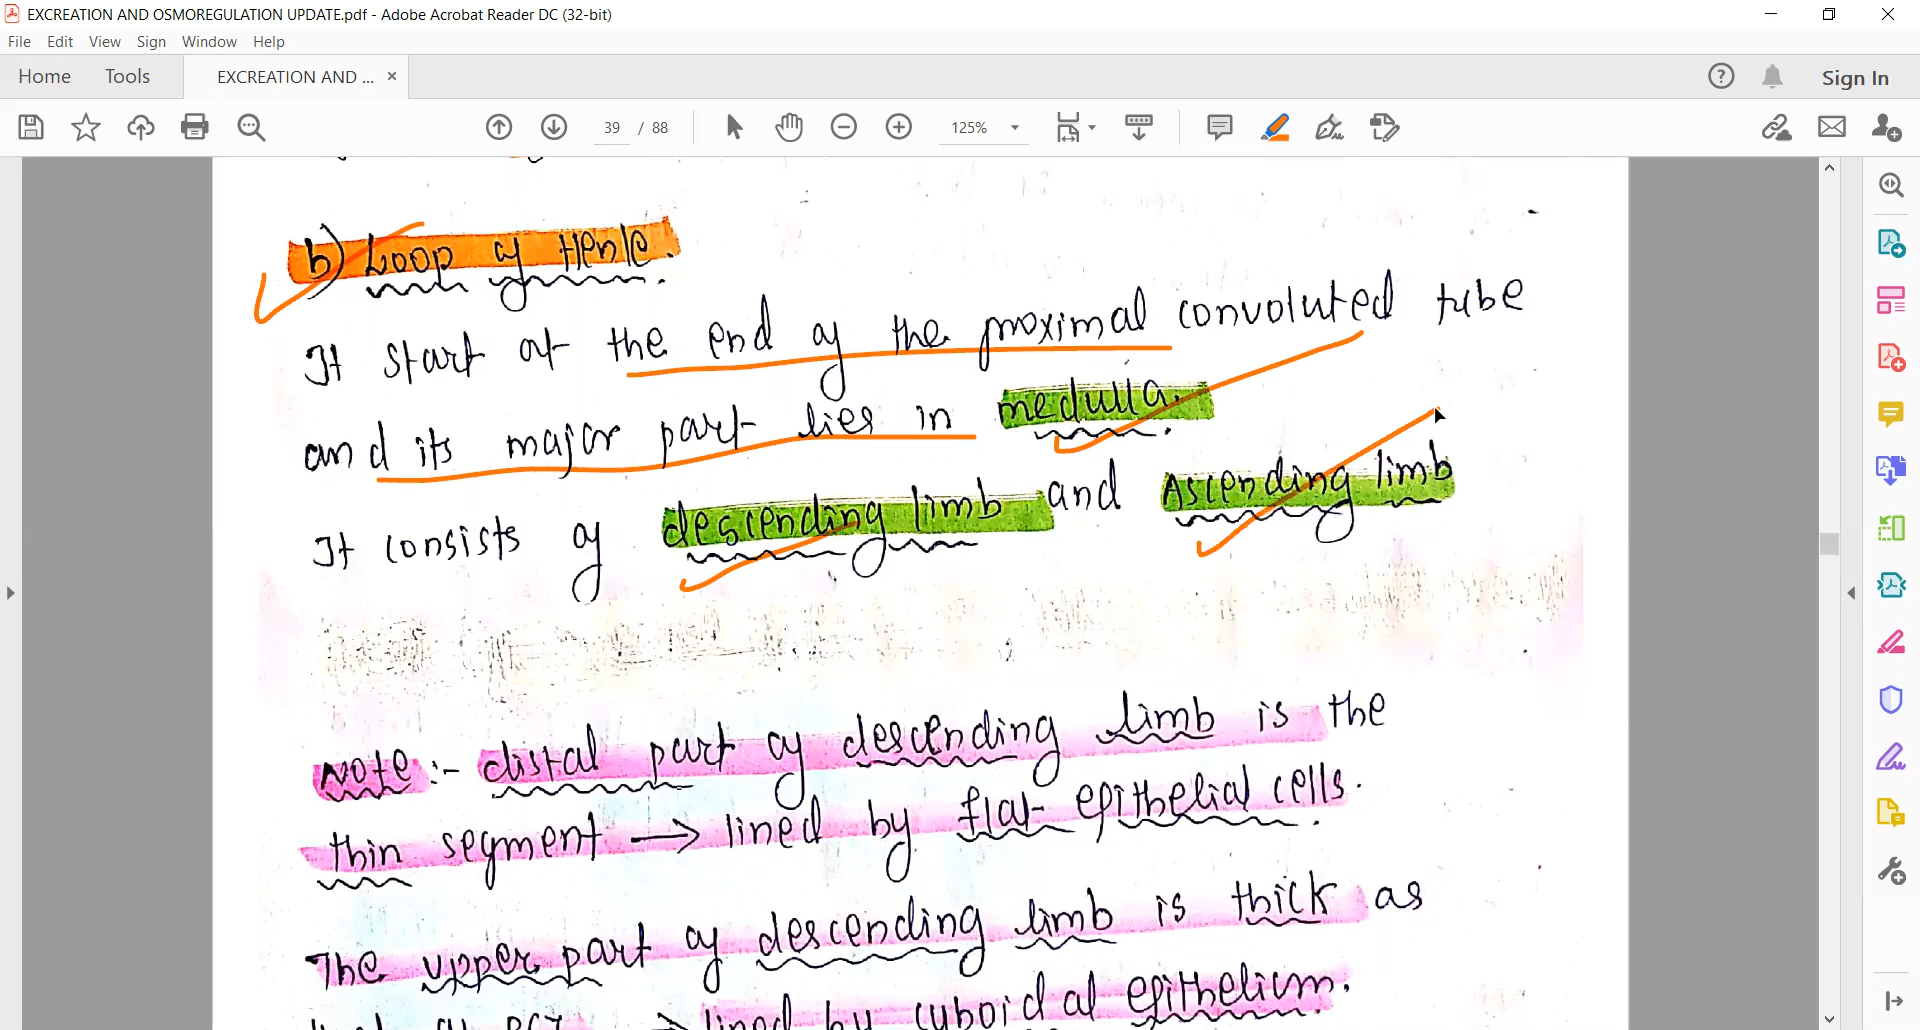 EXCREATION AND OSMOREGULATION UPDATE.pdf - Adobe Acrobat Reader DC (32-bit)
File Edit View Sign Window Help
Home Tools EXCREATION AND ... × Sign In
39 / 88 125%
b) Loop of Henle.
It start at the end of the proximal convoluted tube
and its major part lies in medulla.
It consists of descending limb and Ascending limb
Note :- distal part of descending limb is the
thin segment → lined by flat epithelial cells.
The upper part of descending limb is thick as
PCT → lined by cuboidal epithelium.